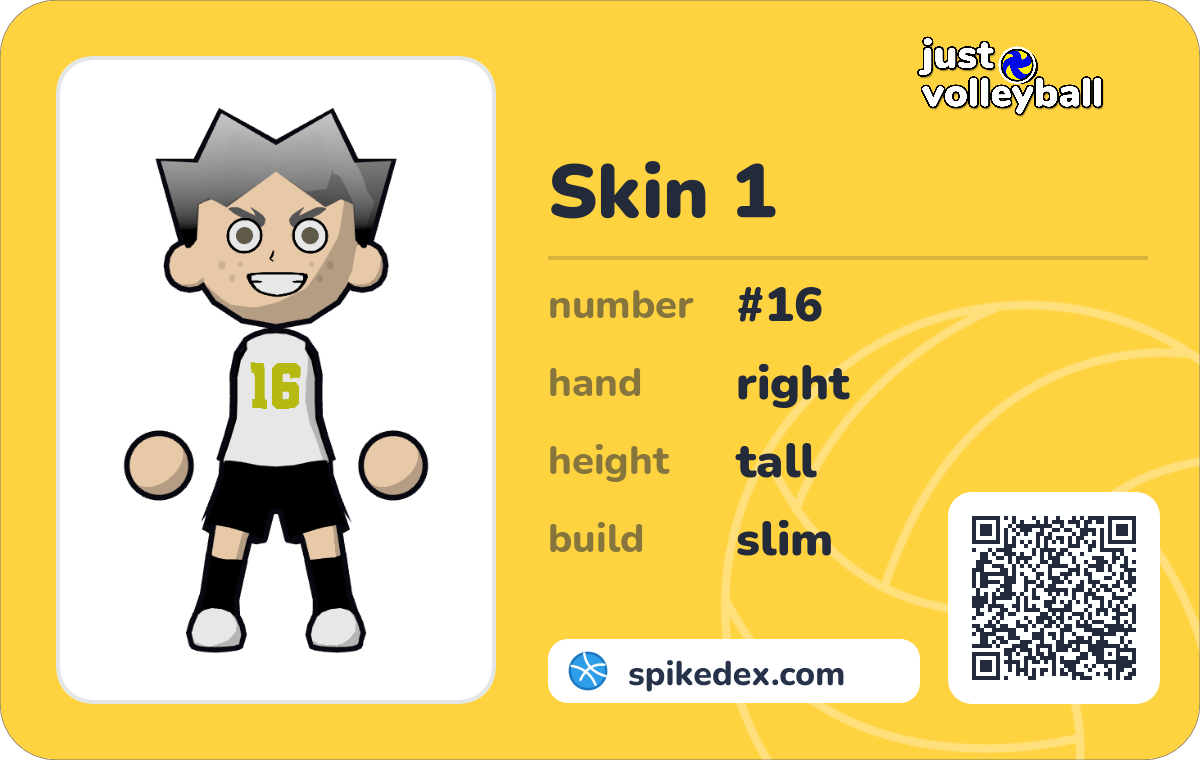 just
volleyball
Skin 1
number #16
hand right
height tall
build slim
16
spikedex.com